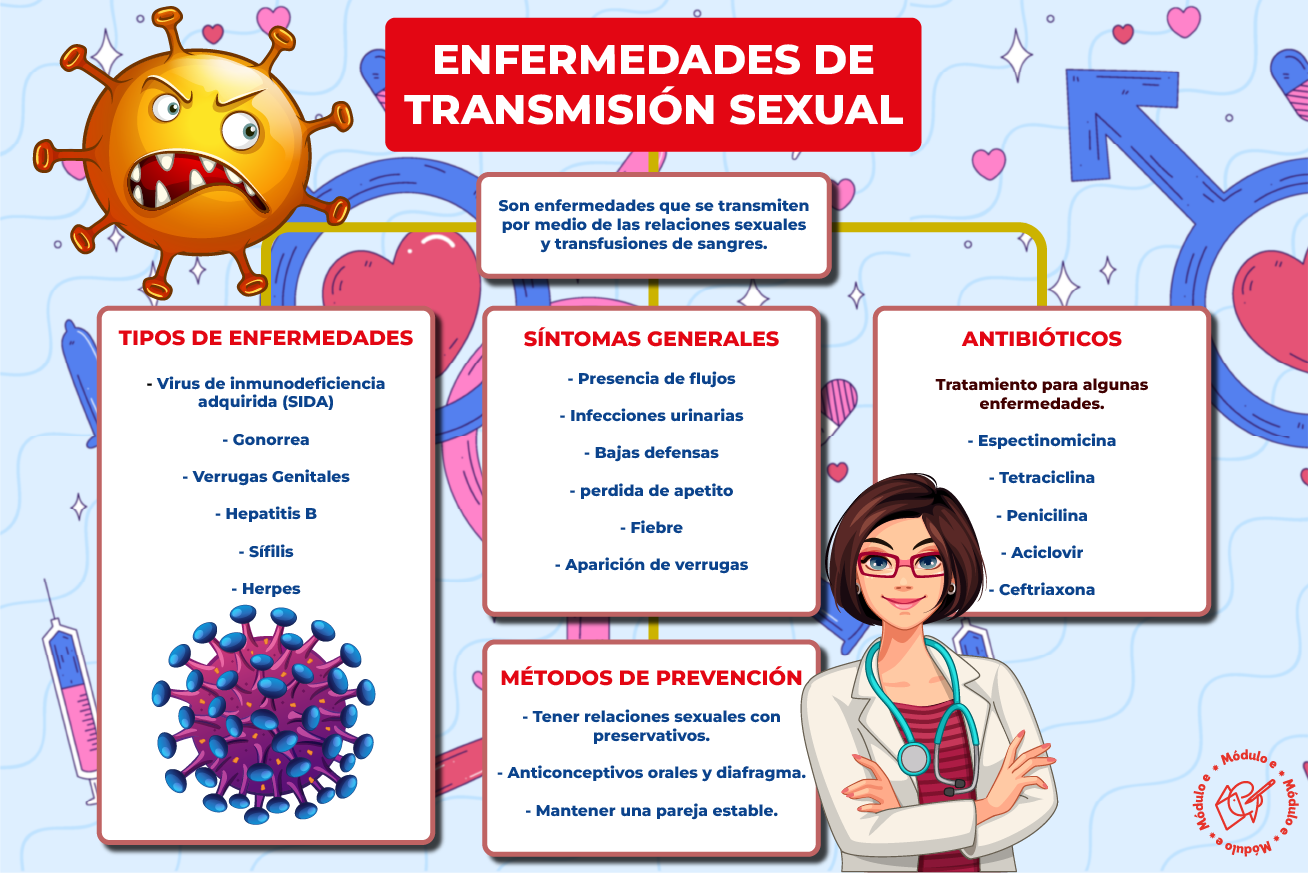 ENFERMEDADES DE
TRANSMISIÓN SEXUAL
Son enfermedades que se transmiten
por medio de las relaciones sexuales
y transfusiones de sangres.
TIPOS DE ENFERMEDADES
- Virus de inmunodeficiencia
adquirida (SIDA)
- Gonorrea
- Verrugas Genitales
- Hepatitis B
- Sífilis
- Herpes
SÍNTOMAS GENERALES
- Presencia de flujos
- Infecciones urinarias
- Bajas defensas
- perdida de apetito
- Fiebre
- Aparición de verrugas
ANTIBIÓTICOS
Tratamiento para algunas
enfermedades.
- Espectinomicina
- Tetraciclina
- Penicilina
- Aciclovir
- Ceftriaxona
MÉTODOS DE PREVENCIÓN
- Tener relaciones sexuales con
preservativos.
- Anticonceptivos orales y diafragma.
- Mantener una pareja estable.
Módulo e * Módulo e * Módulo e * Módulo e *